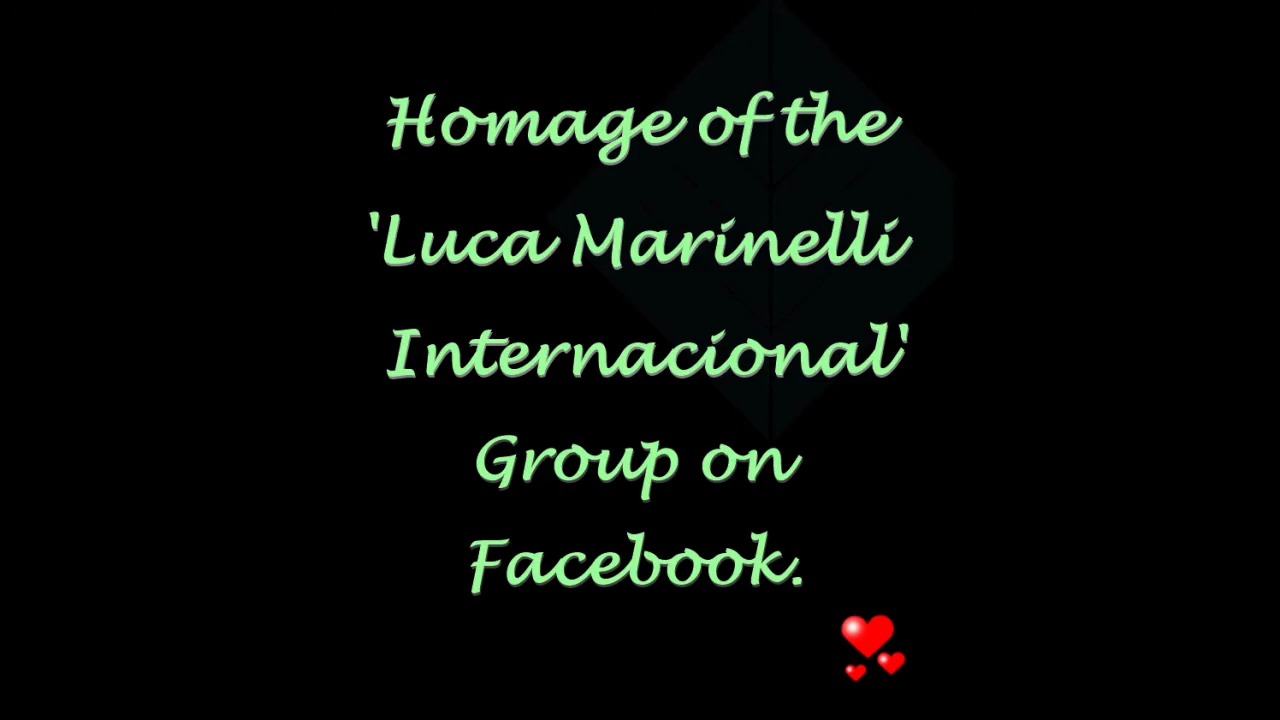 Homage of the
'Luca Marinelli
Internacional'
Group on
Facebook.